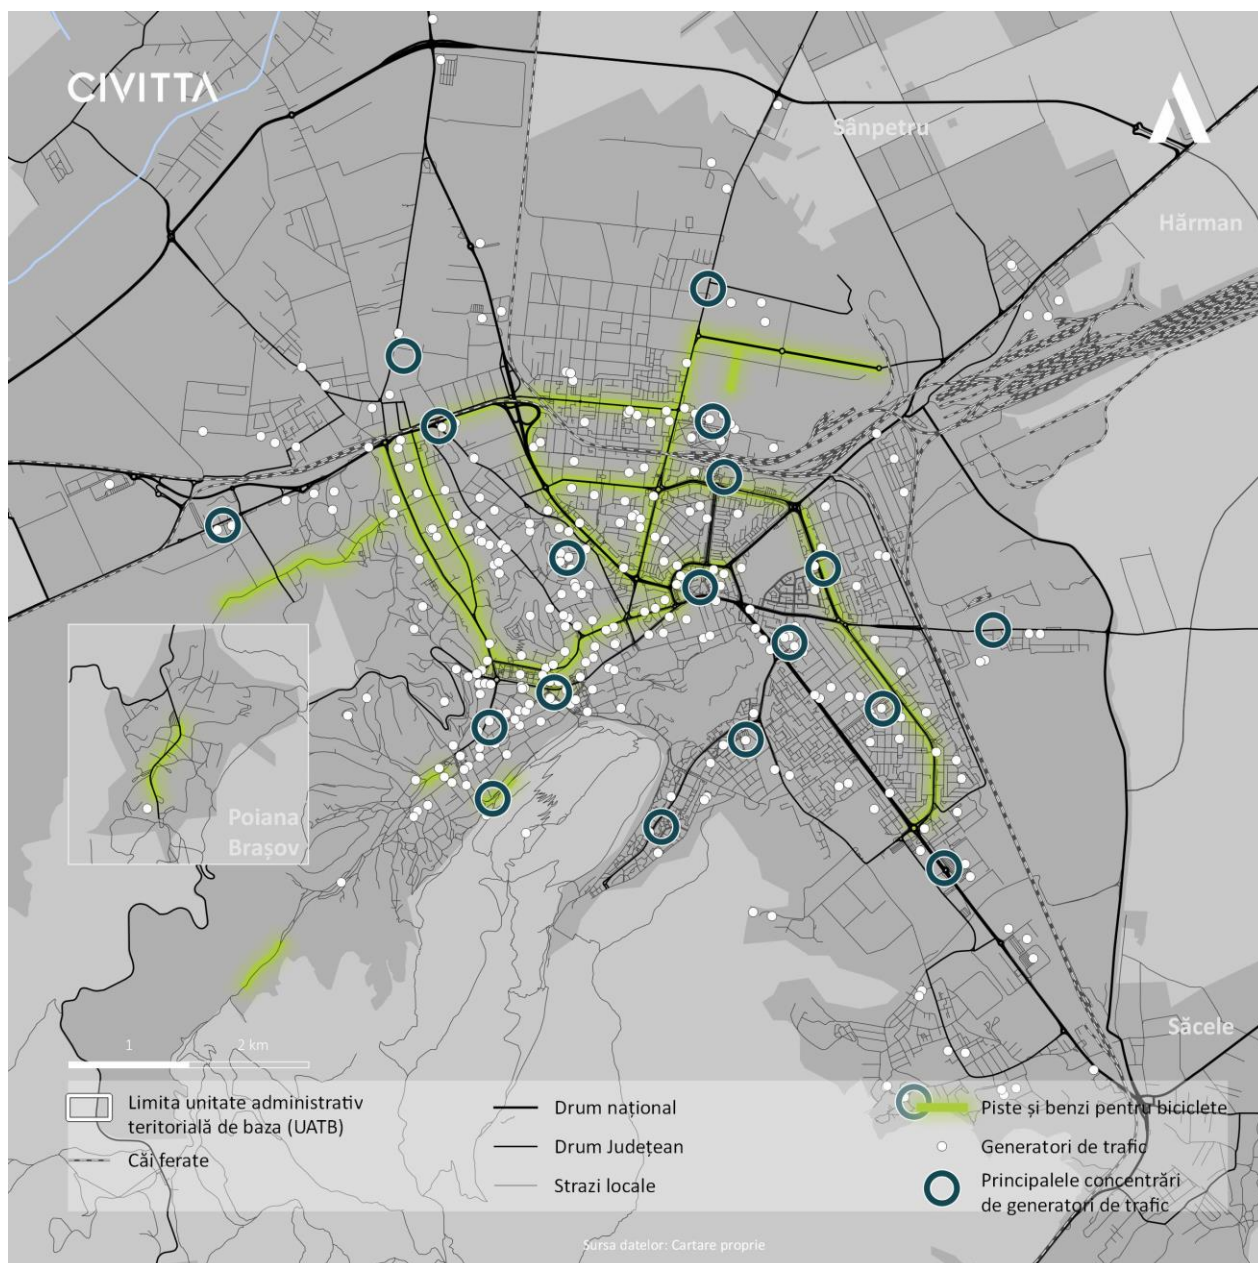 CIVITTA
Sânpetru
Hărman
Poiana
Brașov
Săcele
1
2 km
Limita unitate administrativ
teritorială de baza (UATB)
Căi ferate
Drum național
Drum Județean
Strazi locale
Piste și benzi pentru biciclete
Generatori de trafic
Principalele concentrări
de generatori de trafic
Sursa datelor: Cartare proprie